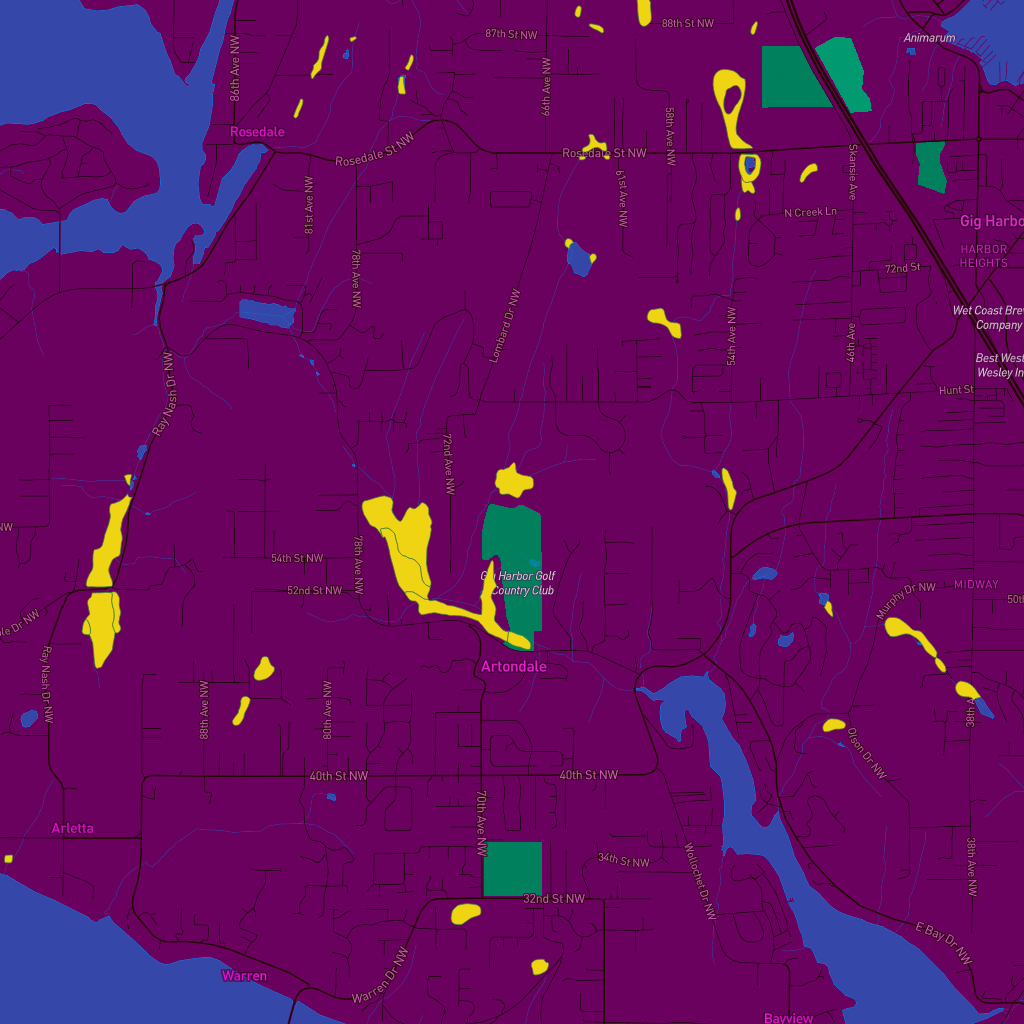 88th St NW
87th St NW
Animarum
86th Ave NW
66th Ave NW
58th Ave NW
Rosedale
Rosedale St NW
Rosedale St NW
Skansie Ave
61st Ave NW
81st Ave NW
N Creek Ln
Gig Harbo
HARBOR
HEIGHTS
72nd St
78th Ave NW
Lombard Dr NW
54th Ave NW
46th Ave
Wet Coast Brew
Company
Best West
Wesley In
Hunt St
Ray Nash Dr NW
72nd Ave NW
NW
54th St NW
78th Ave NW
52nd St NW
Gig Harbor Golf
Country Club
MIDWAY
Murphy Dr NW
50th
ale Dr NW
Ray Nash Dr NW
Artondale
88th Ave NW
80th Ave NW
38th A
Olson Dr NW
40th St NW
40th St NW
70th Ave NW
Arletta
34th St NW
Wollochet Dr NW
38th Ave NW
32nd St NW
E Bay Dr NW
Warren
Warren Dr NW
Bayview